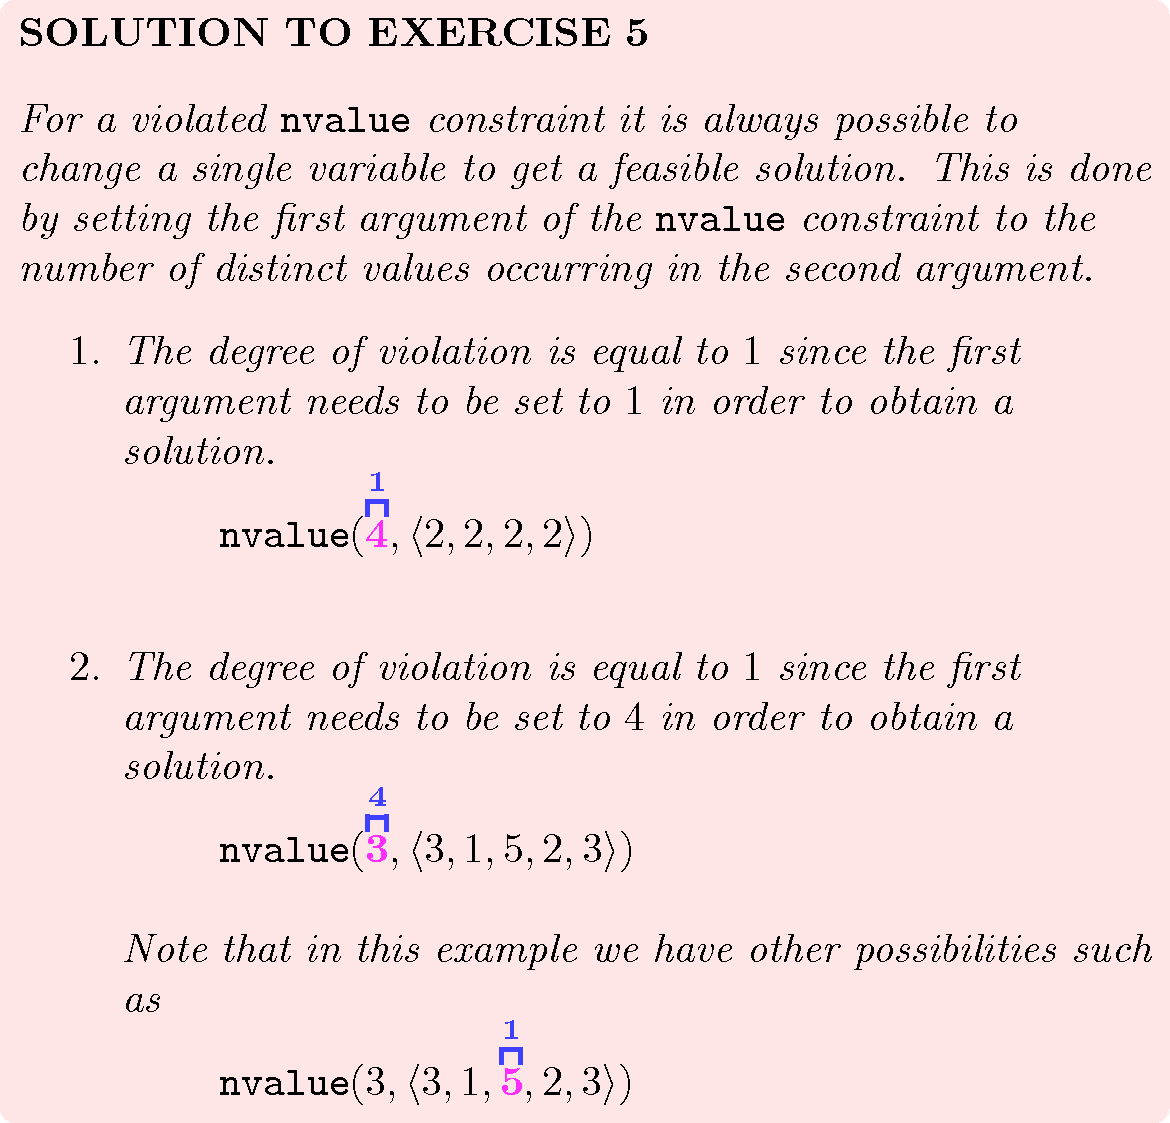 SOLUTION TO EXERCISE 5
For a violated nvalue constraint it is always possible to
change a single variable to get a feasible solution. This is done
by setting the first argument of the nvalue constraint to the
number of distinct values occurring in the second argument.
1. The degree of violation is equal to 1 since the first
argument needs to be set to 1 in order to obtain a
solution.
1
nvalue(4, ⟨2, 2, 2, 2⟩)
2. The degree of violation is equal to 1 since the first
argument needs to be set to 4 in order to obtain a
solution.
4
nvalue(3, ⟨3, 1, 5, 2, 3⟩)
Note that in this example we have other possibilities such
as
1
nvalue(3, ⟨3, 1, 5, 2, 3⟩)